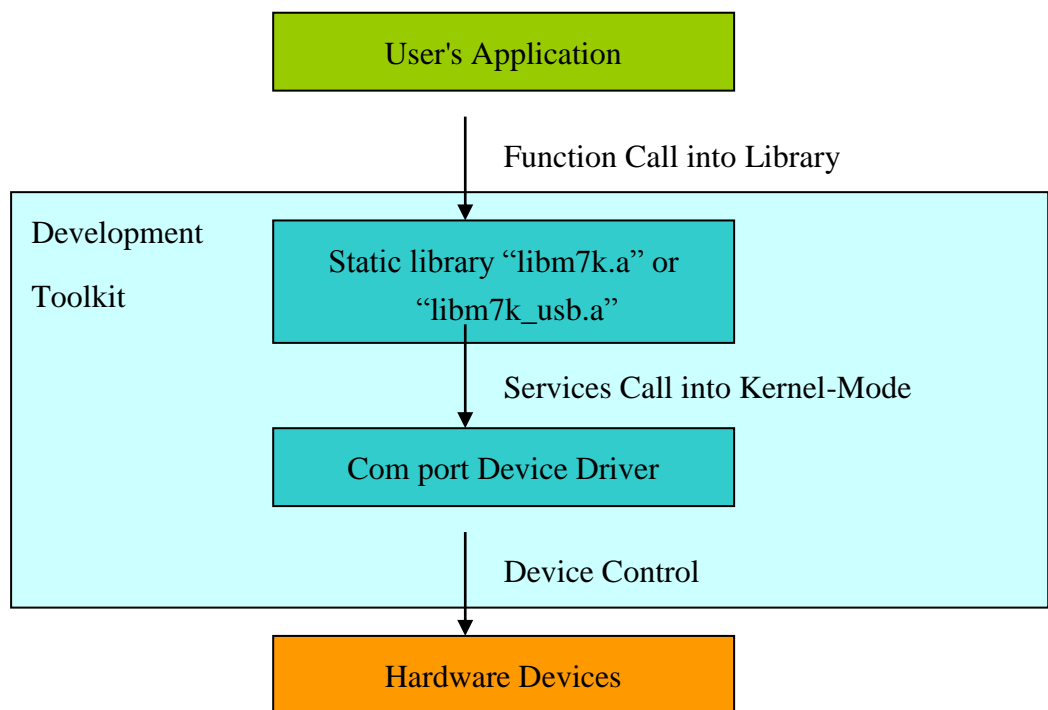 User's Application
Function Call into Library
Development
Toolkit
Static library “libm7k.a” or
“libm7k_usb.a”
Services Call into Kernel-Mode
Com port Device Driver
Device Control
Hardware Devices